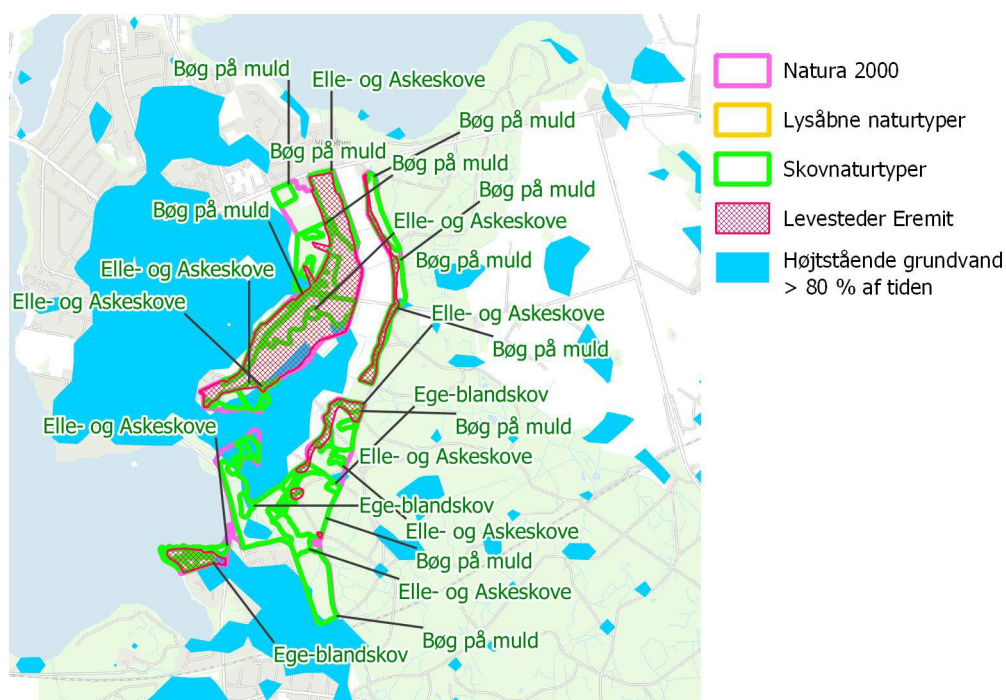 Bøg på muld
Elle- og Askeskove
Bøg på muld
Bøg på muld
Bøg på muld
Bøg på muld
Bøg på muld
Elle- og Askeskove
Elle- og Askeskove
Bøg på muld
Elle- og Askeskove
Elle- og Askeskove
Bøg på muld
Ege-blandskov
Elle- og Askeskove
Bøg på muld
Elle- og Askeskove
Ege-blandskov
Elle- og Askeskove
Bøg på muld
Elle- og Askeskove
Bøg på muld
Ege-blandskov
Natura 2000
Lysåbne naturtyper
Skovnaturtyper
Levesteder Eremit
Højtstående grundvand
> 80 % af tiden